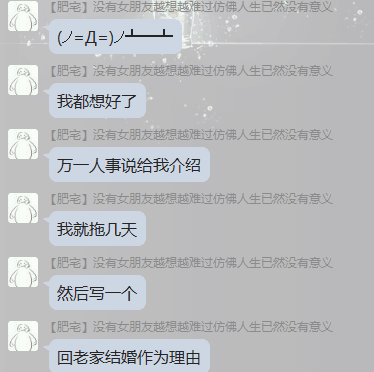 【肥宅】没有女朋友越想越难过仿佛人生已然没有意义
(ノ=Д=)ノ┻━┻
【肥宅】没有女朋友越想越难过仿佛人生已然没有意义
我都想好了
【肥宅】没有女朋友越想越难过仿佛人生已然没有意义
万一人事说给我介绍
【肥宅】没有女朋友越想越难过仿佛人生已然没有意义
我就拖几天
【肥宅】没有女朋友越想越难过仿佛人生已然没有意义
然后写一个
【肥宅】没有女朋友越想越难过仿佛人生已然没有意义
回老家结婚作为理由